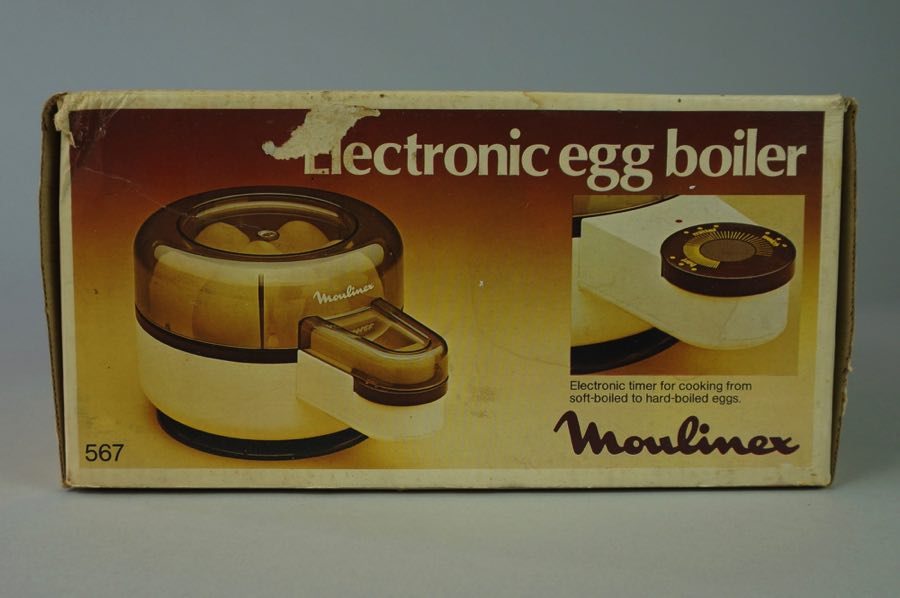 Electronic egg boiler
Moulinex
Electronic timer for cooking from
soft-boiled to hard-boiled eggs.
Moulinex
567